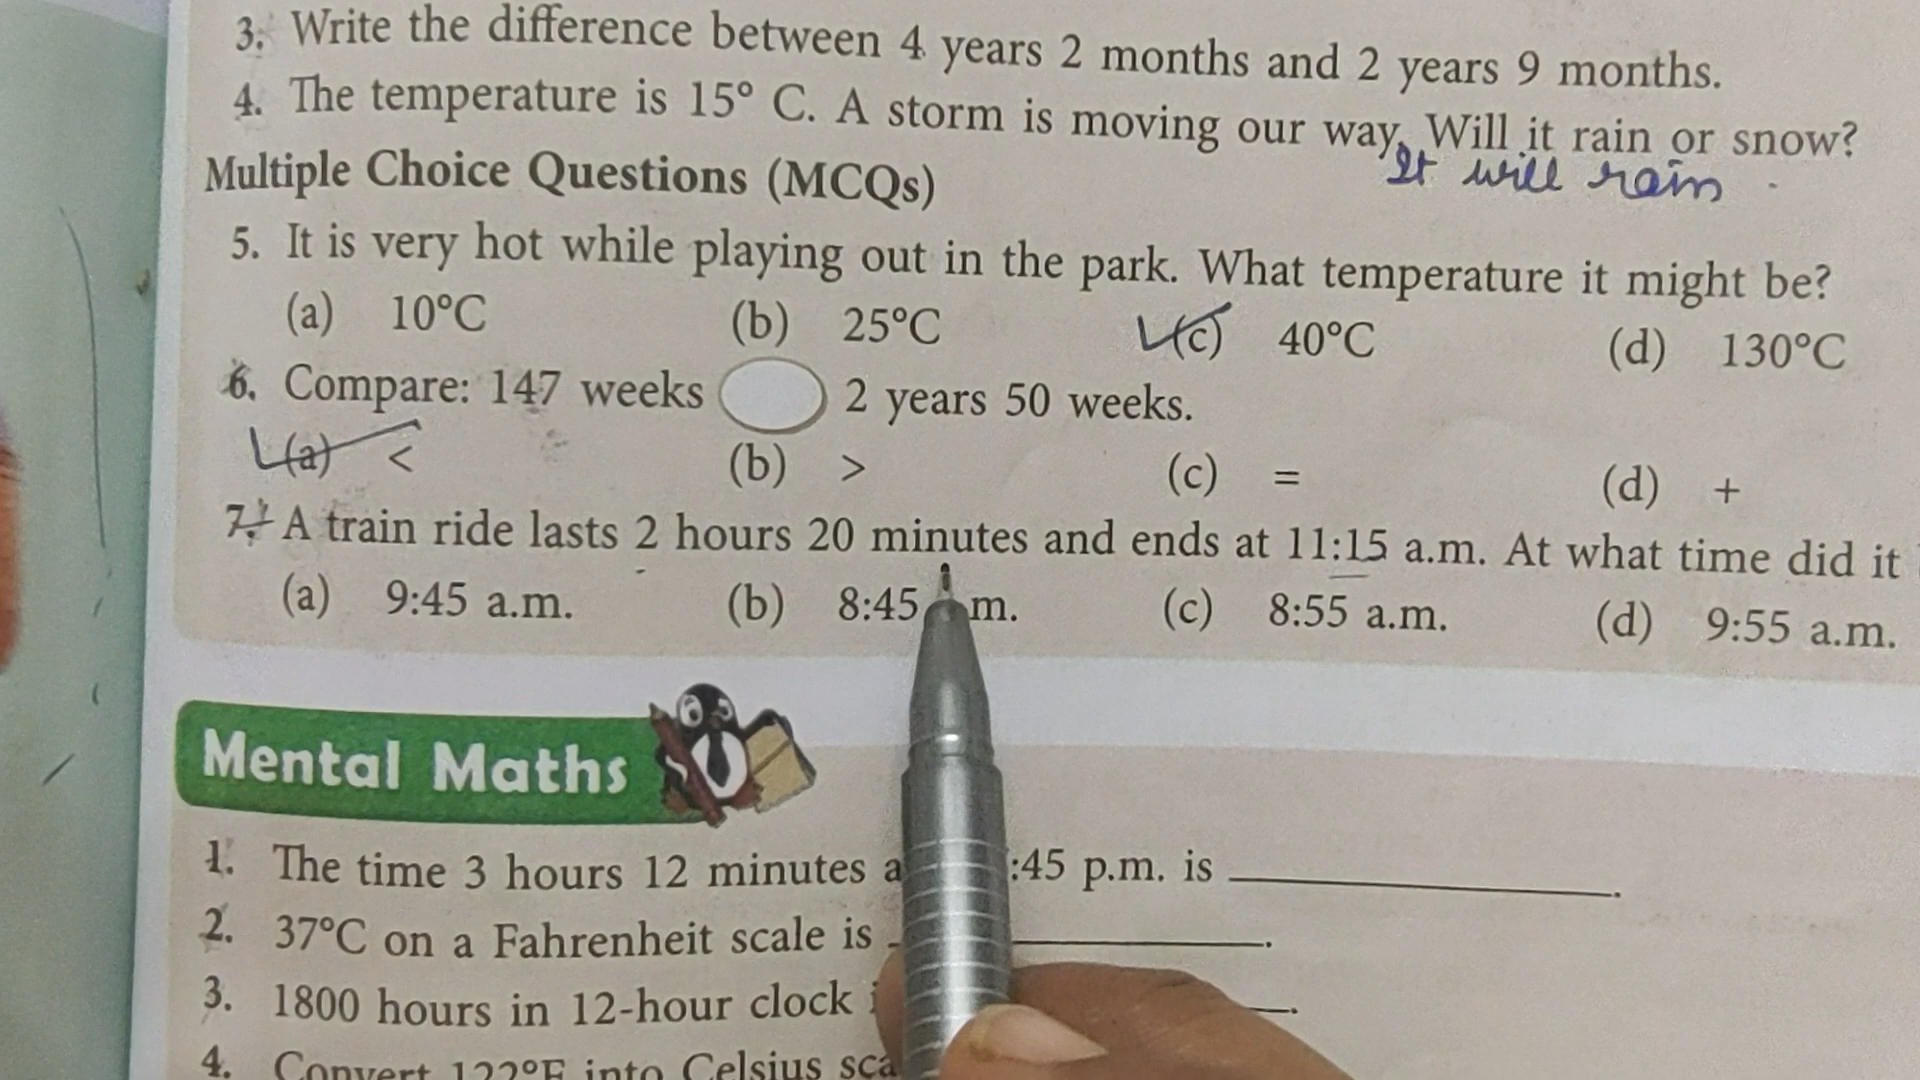 3. Write the difference between 4 years 2 months and 2 years 9 months.
4. The temperature is 15° C. A storm is moving our way. Will it rain or snow?
It will rain.
Multiple Choice Questions (MCQs)
5. It is very hot while playing out in the park. What temperature it might be?
(a) 10°C (b) 25°C (c) 40°C (d) 130°C
6. Compare: 147 weeks 2 years 50 weeks.
(a) < (b) > (c) = (d) +
7. A train ride lasts 2 hours 20 minutes and ends at 11:15 a.m. At what time did it
(a) 9:45 a.m. (b) 8:45 m. (c) 8:55 a.m. (d) 9:55 a.m.
Mental Maths
1. The time 3 hours 12 minutes :45 p.m. is
2. 37°C on a Fahrenheit scale is
3. 1800 hours in 12-hour clock
4. Convert 122°F into Celsius